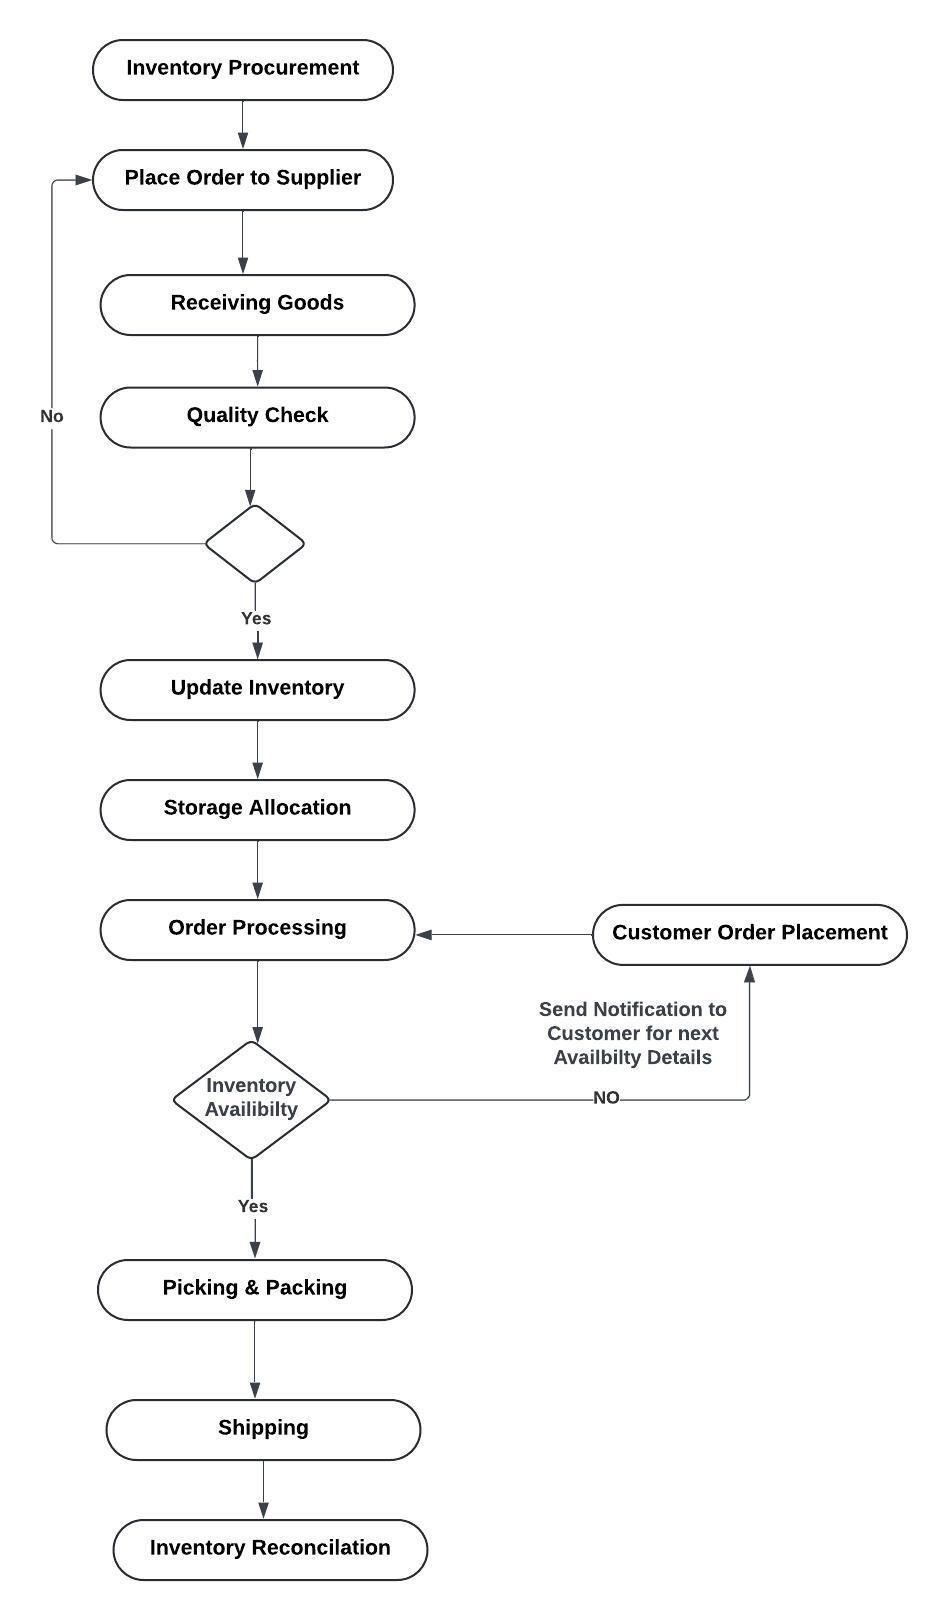 Inventory Procurement
Place Order to Supplier
Receiving Goods
Quality Check
No
Yes
Update Inventory
Storage Allocation
Order Processing
Customer Order Placement
Send Notification to
Customer for next
Availbilty Details
Inventory
Availibilty
NO
Yes
Picking & Packing
Shipping
Inventory Reconcilation